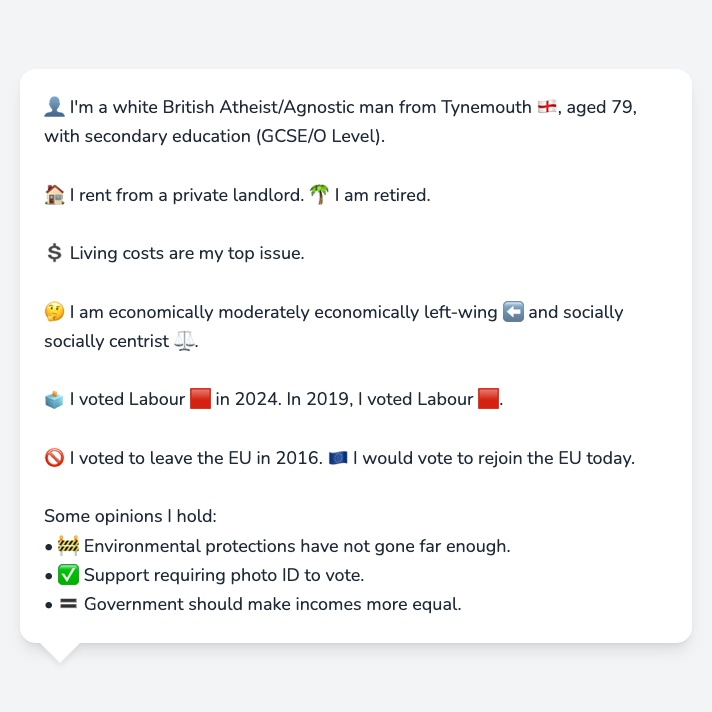 👤 I'm a white British Atheist/Agnostic man from Tynemouth 🏴󠁧󠁢󠁥󠁮󠁧󠁿, aged 79,
with secondary education (GCSE/O Level).
🏠 I rent from a private landlord. 🌴 I am retired.
💲 Living costs are my top issue.
🤔 I am economically moderately economically left-wing ⬅️ and socially
socially centrist ⚖️.
🗳️ I voted Labour 🟥 in 2024. In 2019, I voted Labour 🟥.
🚫 I voted to leave the EU in 2016. 🇪🇺 I would vote to rejoin the EU today.
Some opinions I hold:
• 🚧 Environmental protections have not gone far enough.
• ✅ Support requiring photo ID to vote.
• 🟰 Government should make incomes more equal.